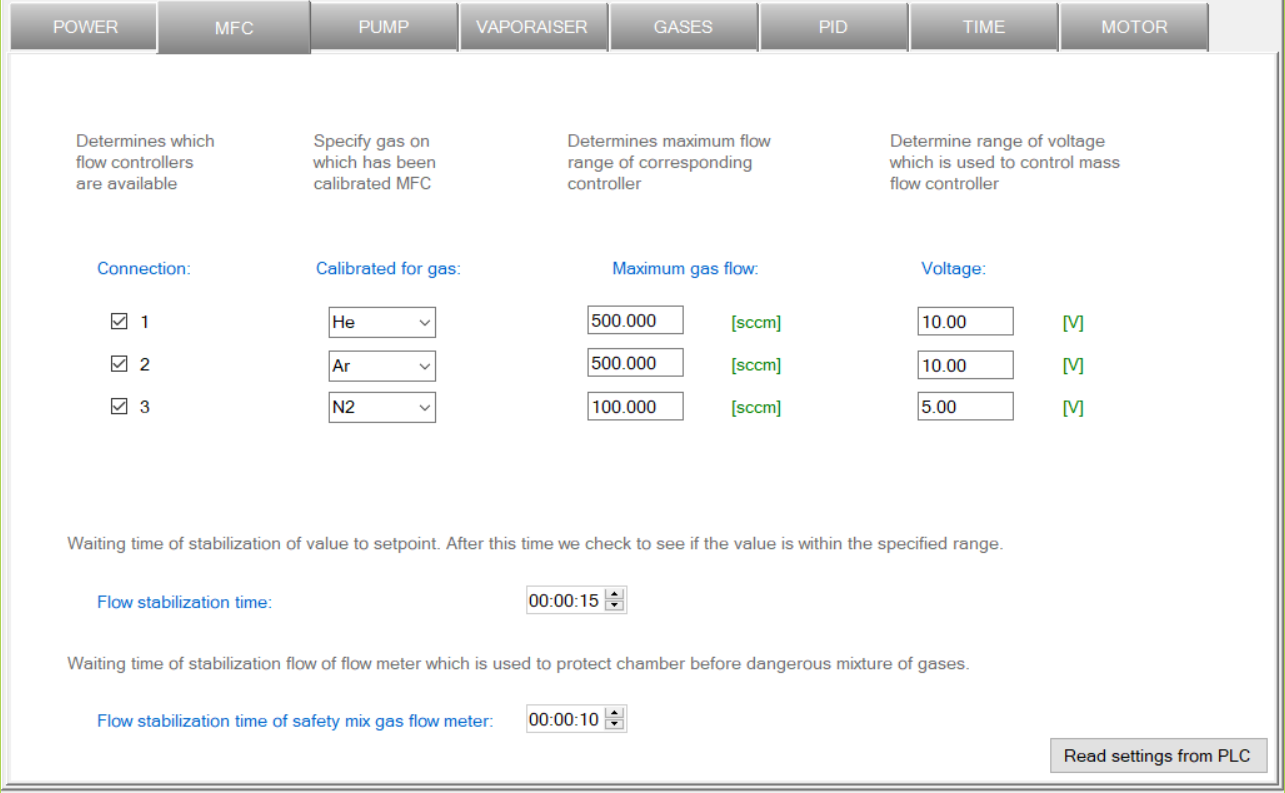 POWER MFC PUMP VAPORAISER GASES PID TIME MOTOR
Determines which
flow controllers
are available
Specify gas on
which has been
calibrated MFC
Determines maximum flow
range of corresponding
controller
Determine range of voltage
which is used to control mass
flow controller
Connection: Calibrated for gas: Maximum gas flow: Voltage:
1 He 500.000 [sccm] 10.00 [V]
2 Ar 500.000 [sccm] 10.00 [V]
3 N2 100.000 [sccm] 5.00 [V]
Waiting time of stabilization of value to setpoint. After this time we check to see if the value is within the specified range.
Flow stabilization time: 00:00:15
Waiting time of stabilization flow of flow meter which is used to protect chamber before dangerous mixture of gases.
Flow stabilization time of safety mix gas flow meter: 00:00:10
Read settings from PLC